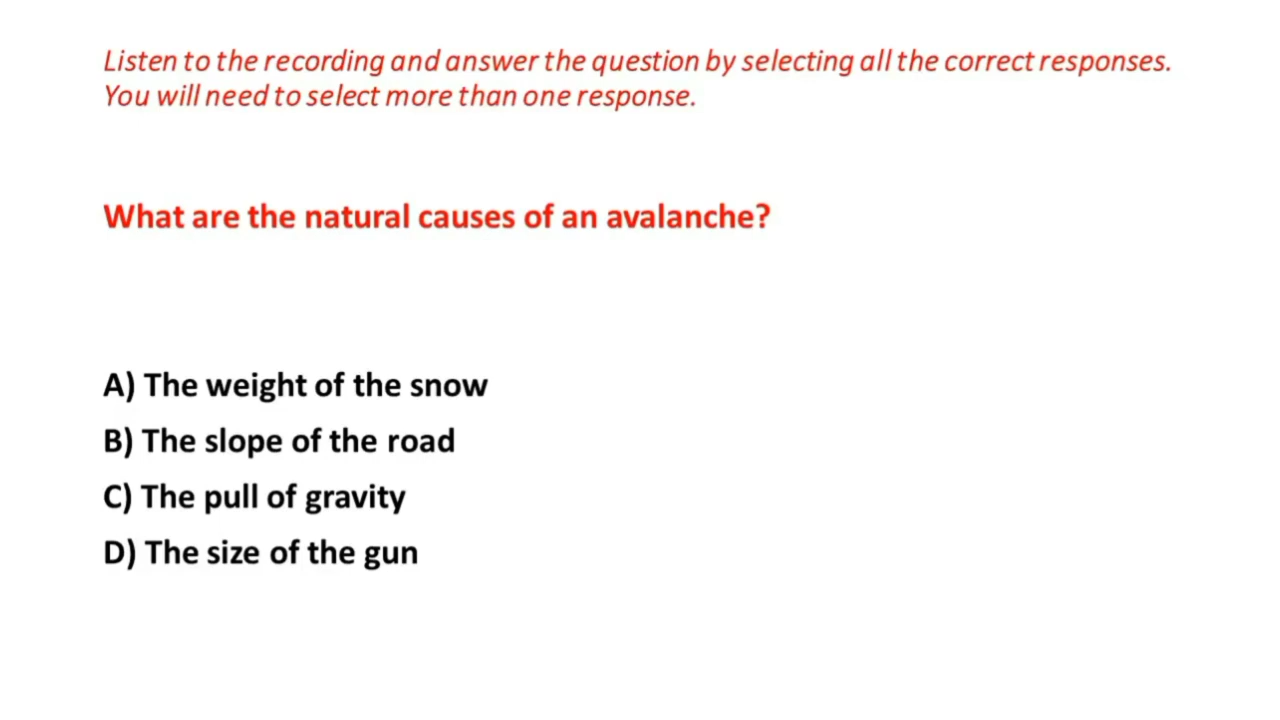 Listen to the recording and answer the question by selecting all the correct responses.
You will need to select more than one response.
What are the natural causes of an avalanche?
A) The weight of the snow
B) The slope of the road
C) The pull of gravity
D) The size of the gun